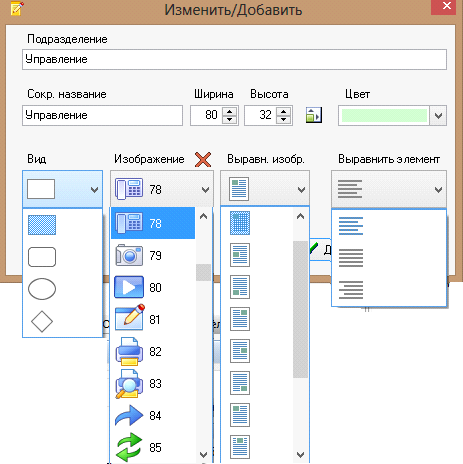 Изменить/Добавить
Подразделение
Управление
Сокр. название Ширина Высота Цвет
Управление 80 32
Вид Изображение Выравн. изобр. Выравнить элемент
78
78
79
80
81
82
83
84
85